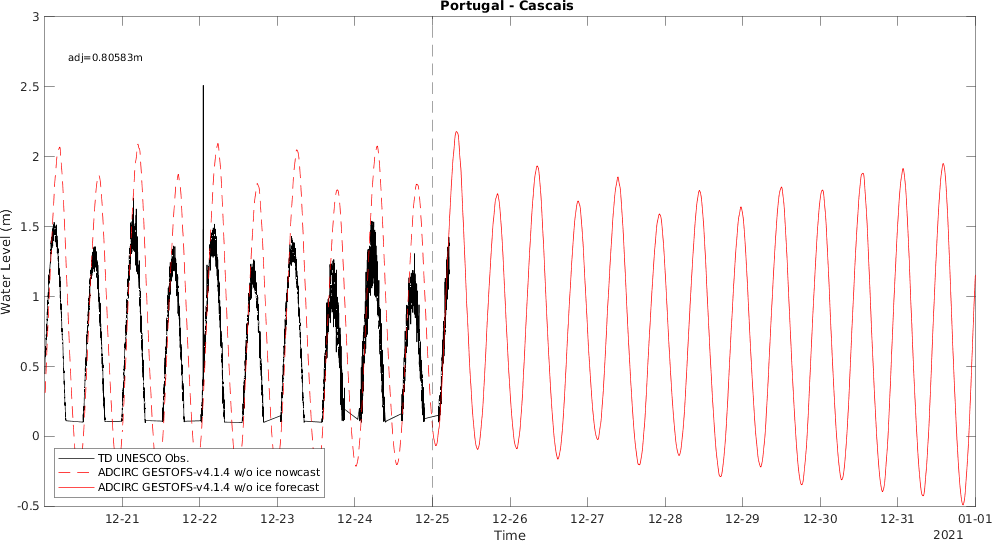 Portugal - Cascais
adj=0.80583m
Water Level (m)
3
2.5
2
1.5
1
0.5
0
-0.5
TD UNESCO Obs.
ADCIRC GESTOFS-v4.1.4 w/o ice nowcast
ADCIRC GESTOFS-v4.1.4 w/o ice forecast
12-21 12-22 12-23 12-24 12-25 12-26 12-27 12-28 12-29 12-30 12-31 01-01
Time
2021